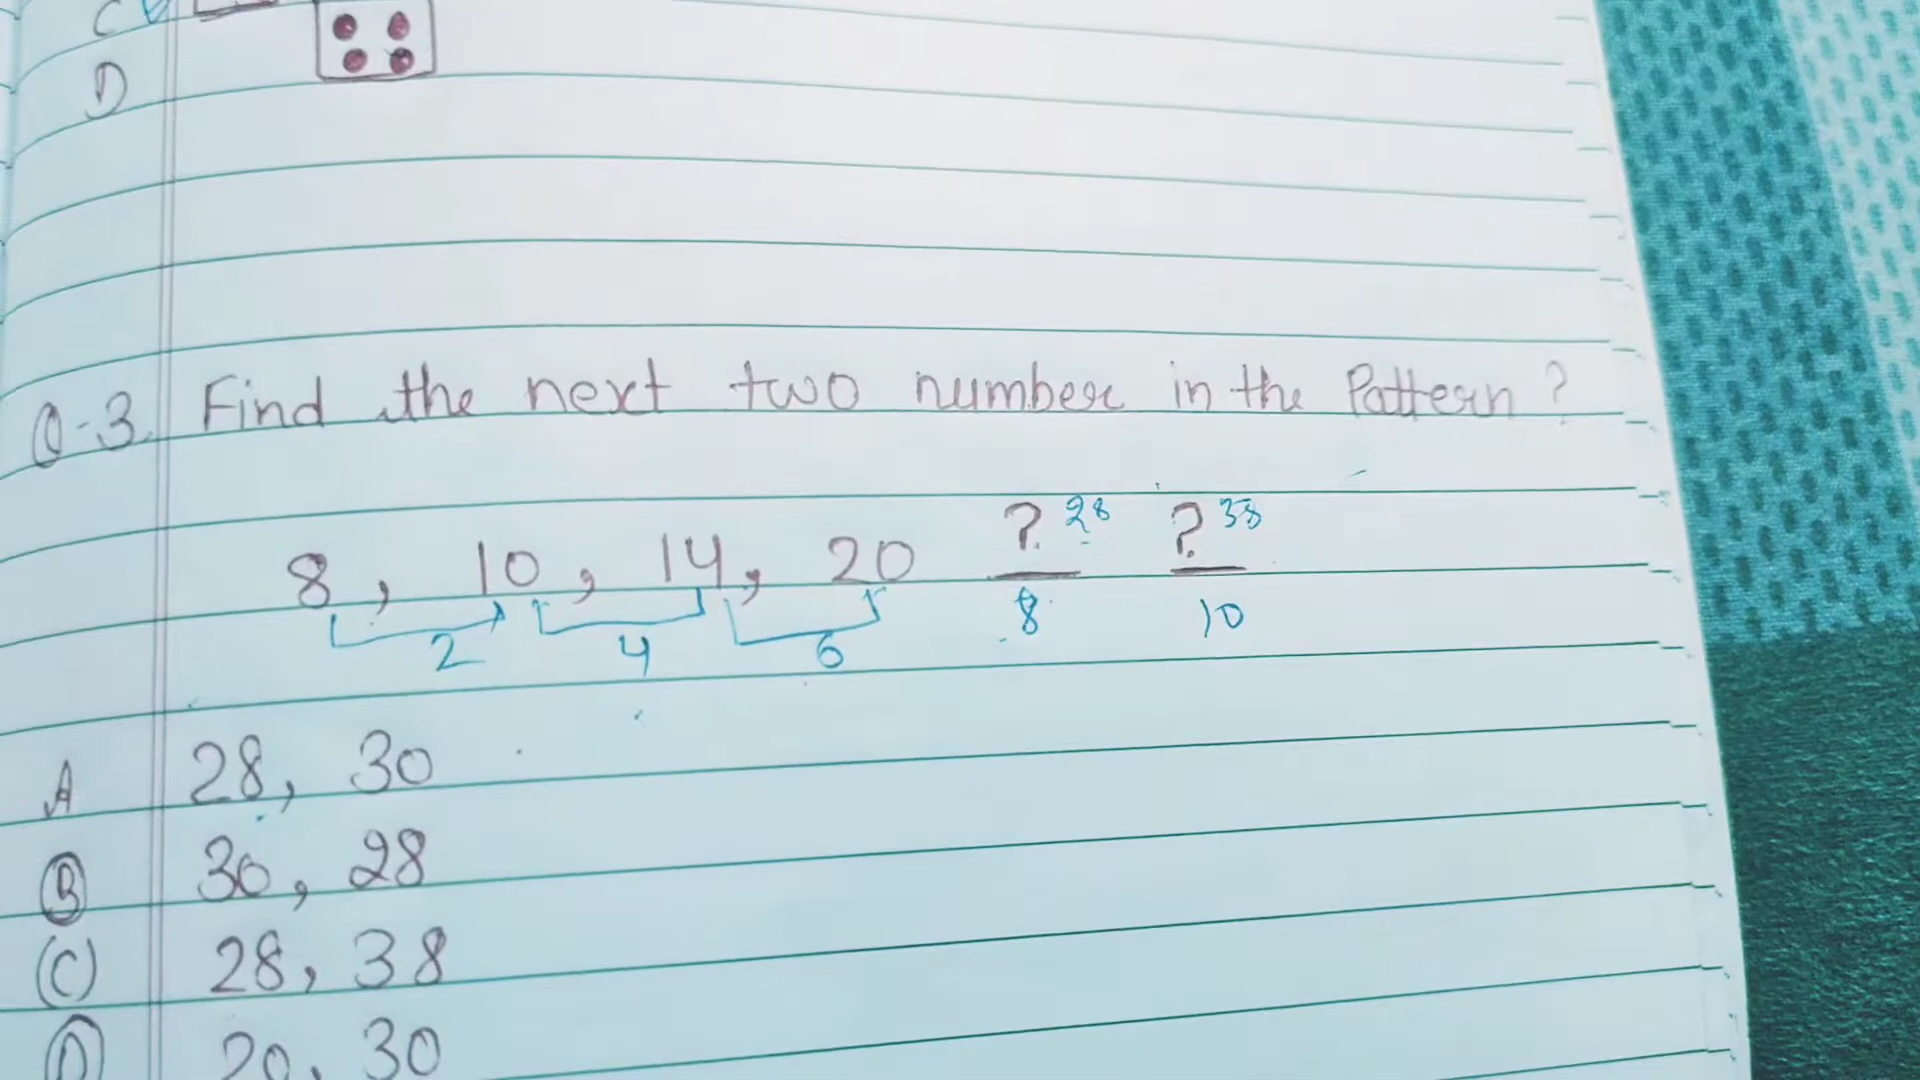 C
D
Q-3. Find the next two number in the Pattern?
8, 10, 14, 20 ? 28 ? 38
2 4 6 8 10
A 28, 30
B 30, 28
(C) 28, 38
D 20, 30